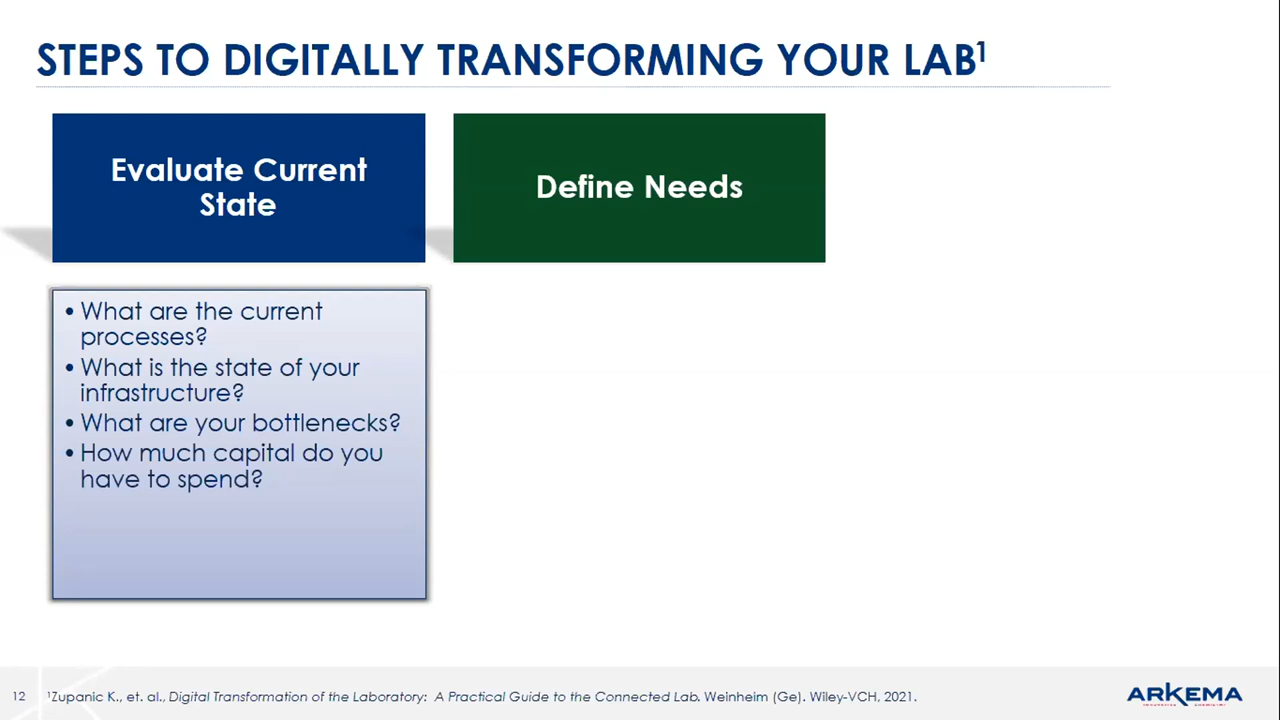 STEPS TO DIGITALLY TRANSFORMING YOUR LAB¹
Evaluate Current
State
Define Needs
• What are the current
processes?
• What is the state of your
infrastructure?
• What are your bottlenecks?
• How much capital do you
have to spend?
12
¹Zupanic K., et. al., Digital Transformation of the Laboratory: A Practical Guide to the Connected Lab. Weinheim (Ge). Wiley-VCH, 2021.
ARKEMA